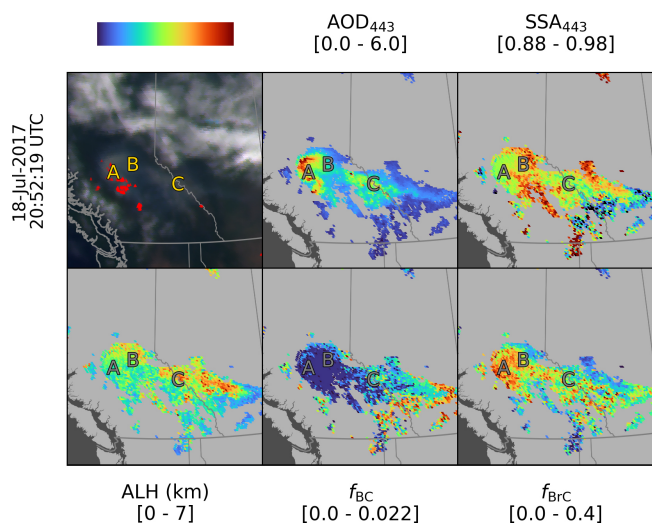 AOD443
[0.0 - 6.0]
SSA443
[0.88 - 0.98]
18-Jul-2017
20:52:19 UTC
A B C
A B C
A B C
A B C
A B C
A B C
ALH (km)
[0 - 7]
fBC
[0.0 - 0.022]
fBrC
[0.0 - 0.4]